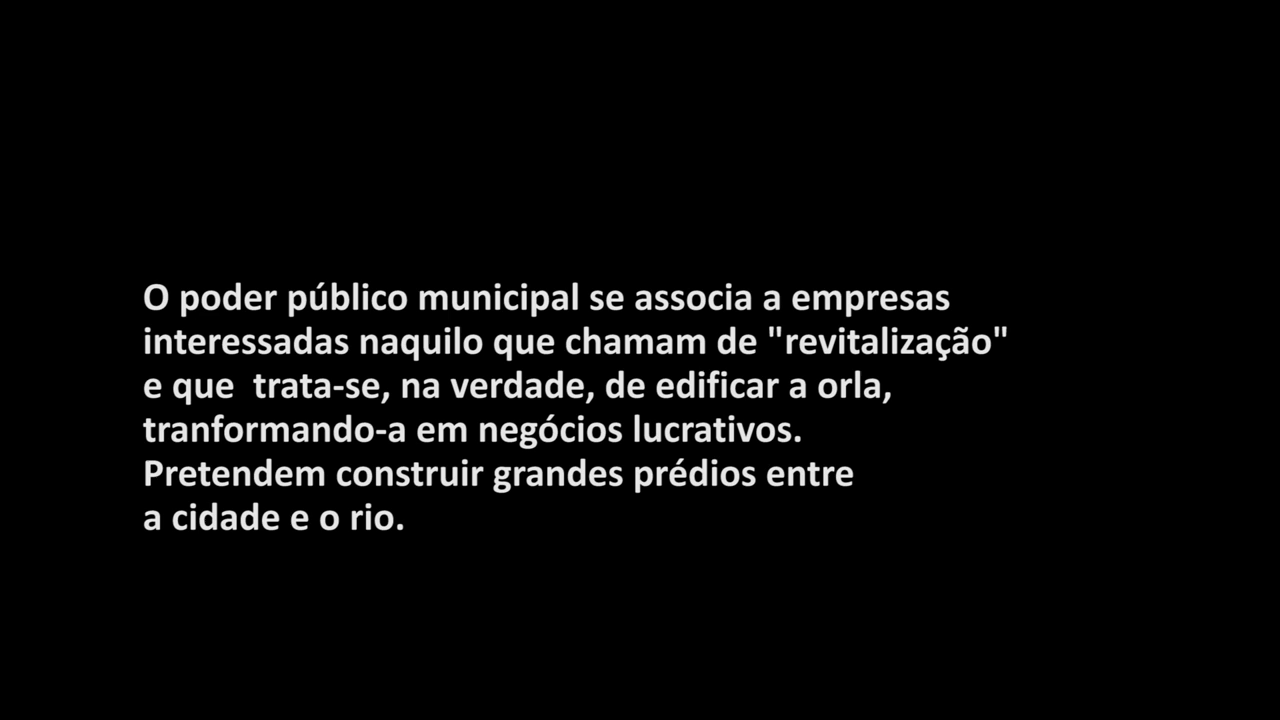 O poder público municipal se associa a empresas
interessadas naquilo que chamam de "revitalização"
e que  trata-se, na verdade, de edificar a orla,
tranformando-a em negócios lucrativos.
Pretendem construir grandes prédios entre
a cidade e o rio.